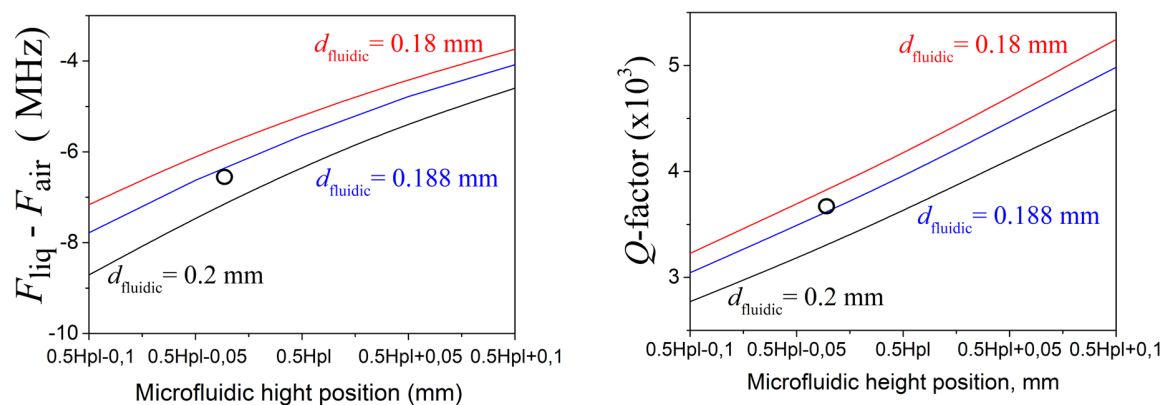 F_liq - F_air ( MHz)
-4
-6
-8
-10
d_fluidic = 0.18 mm
d_fluidic = 0.188 mm
d_fluidic = 0.2 mm
0.5Hpl-0,1 0.5Hpl-0,05 0.5Hpl 0.5Hpl+0,05 0.5Hpl+0,1
Microfluidic hight position (mm)
Q-factor (x10³)
5
4
3
2
d_fluidic = 0.18 mm
d_fluidic = 0.188 mm
d_fluidic = 0.2 mm
0.5Hpl-0,1 0.5Hpl-0,05 0.5Hpl 0.5Hpl+0,05 0.5Hpl+0,1
Microfluidic height position, mm